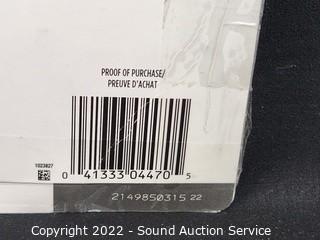 PROOF OF PURCHASE/
PREUVE D'ACHAT
1023827
0 41333 04470 5
2149850315 22
Copyright 2022 - Sound Auction Service